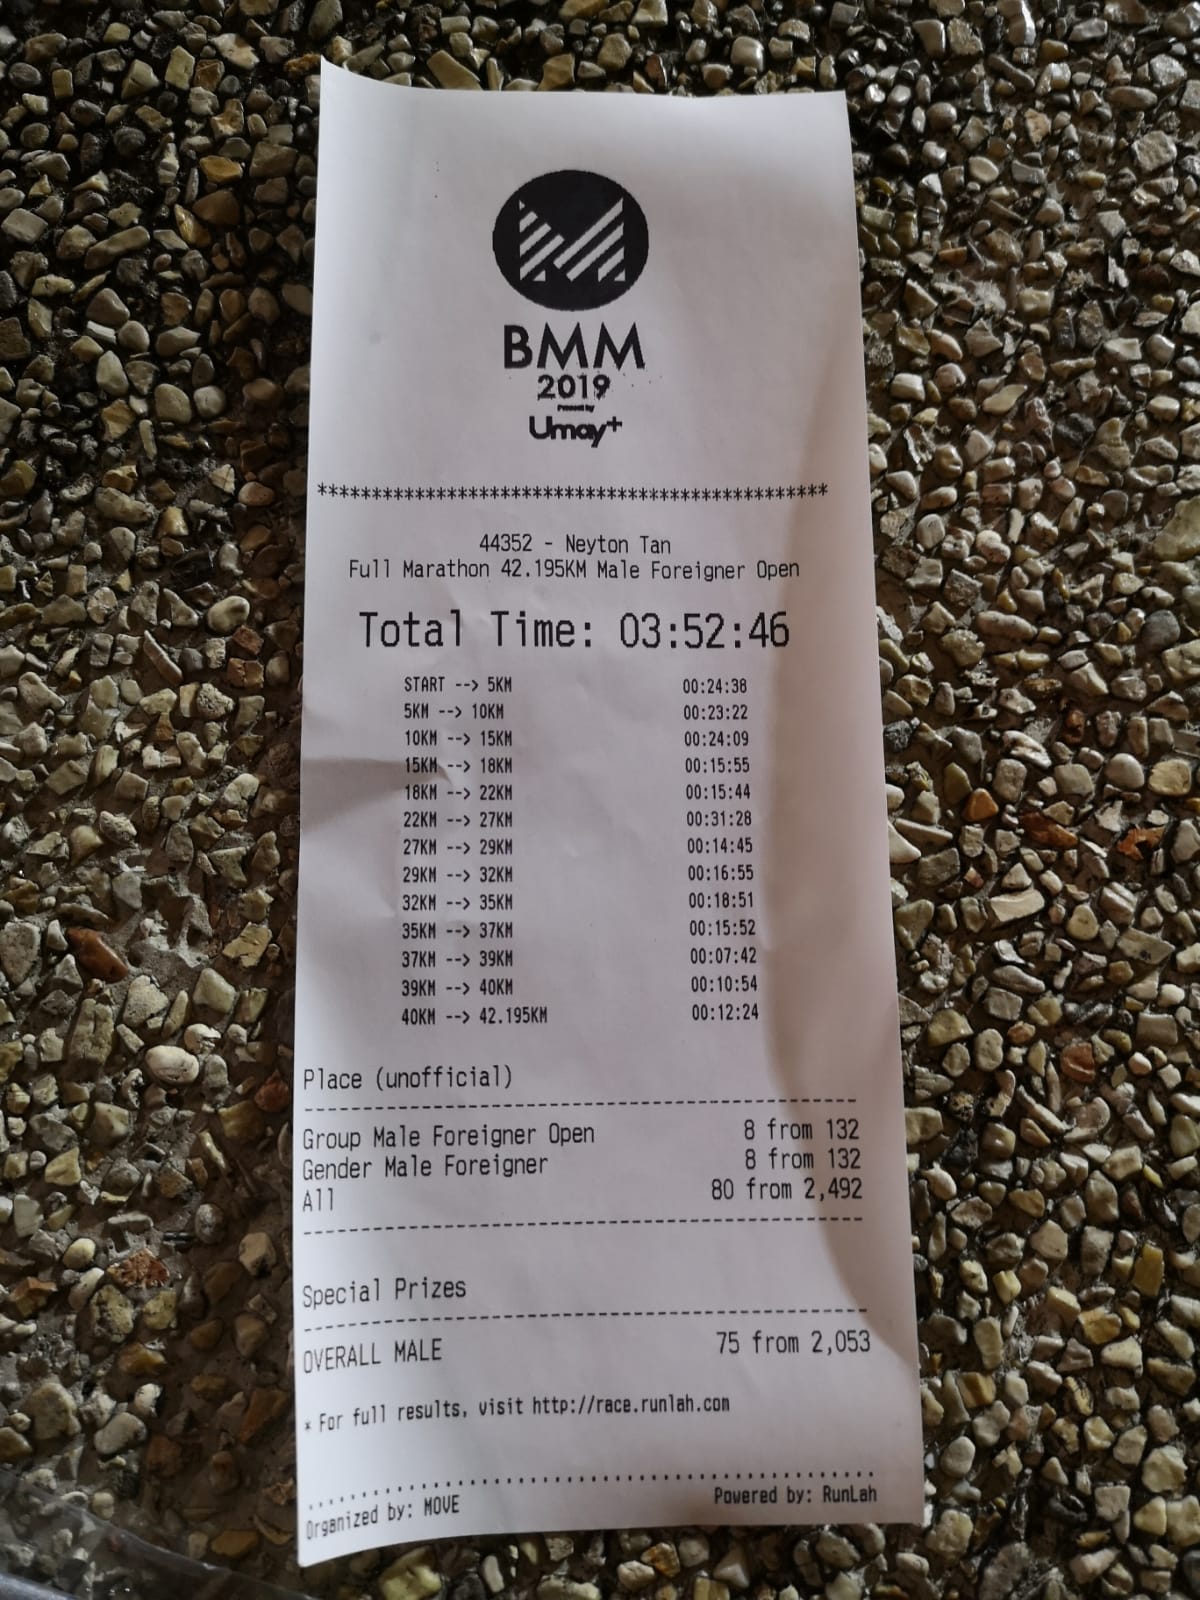 BMM
2019
Present by
Umay+
************************************************
44352 - Neyton Tan
Full Marathon 42.195KM Male Foreigner Open
Total Time: 03:52:46
START --> 5KM 00:24:38
5KM --> 10KM 00:23:22
10KM --> 15KM 00:24:09
15KM --> 18KM 00:15:55
18KM --> 22KM 00:15:44
22KM --> 27KM 00:31:28
27KM --> 29KM 00:14:45
29KM --> 32KM 00:16:55
32KM --> 35KM 00:18:51
35KM --> 37KM 00:15:52
37KM --> 39KM 00:07:42
39KM --> 40KM 00:10:54
40KM --> 42.195KM 00:12:24
Place (unofficial)
Group Male Foreigner Open 8 from 132
Gender Male Foreigner 8 from 132
All 80 from 2,492
Special Prizes
OVERALL MALE 75 from 2,053
* For full results, visit http://race.runlah.com
Organized by: MOVE Powered by: RunLah